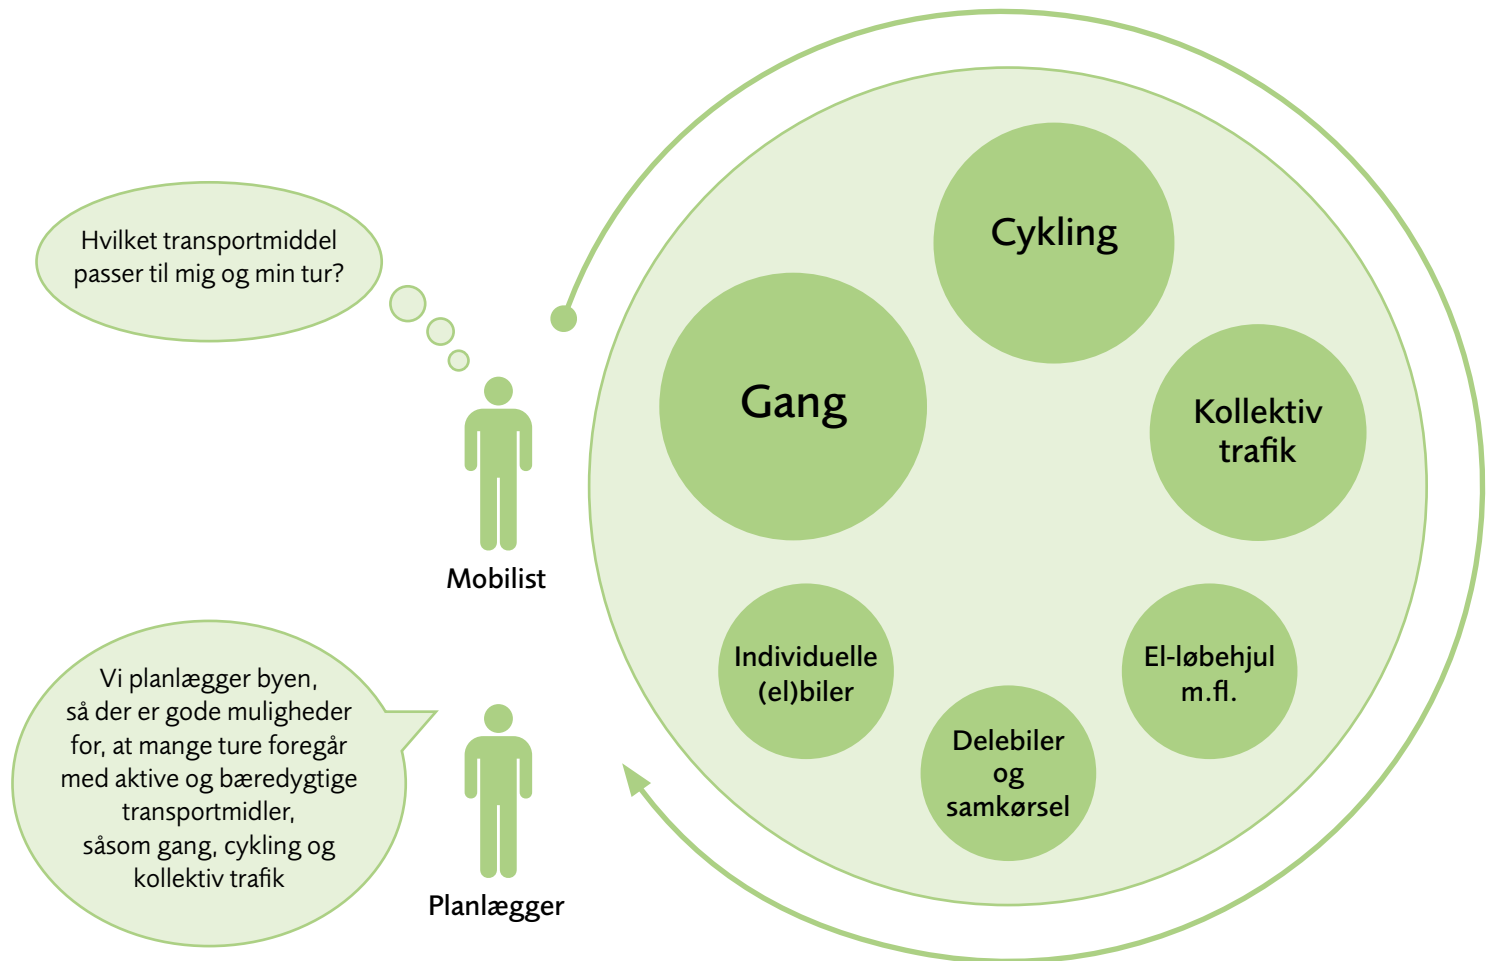 Hvilket transportmiddel
passer til mig og min tur?
Mobilist
Vi planlægger byen,
så der er gode muligheder
for, at mange ture foregår
med aktive og bæredygtige
transportmidler,
såsom gang, cykling og
kollektiv trafik
Planlægger
Gang
Cykling
Kollektiv
trafik
El-løbehjul
m.fl.
Delebiler
og
samkørsel
Individuelle
(el)biler